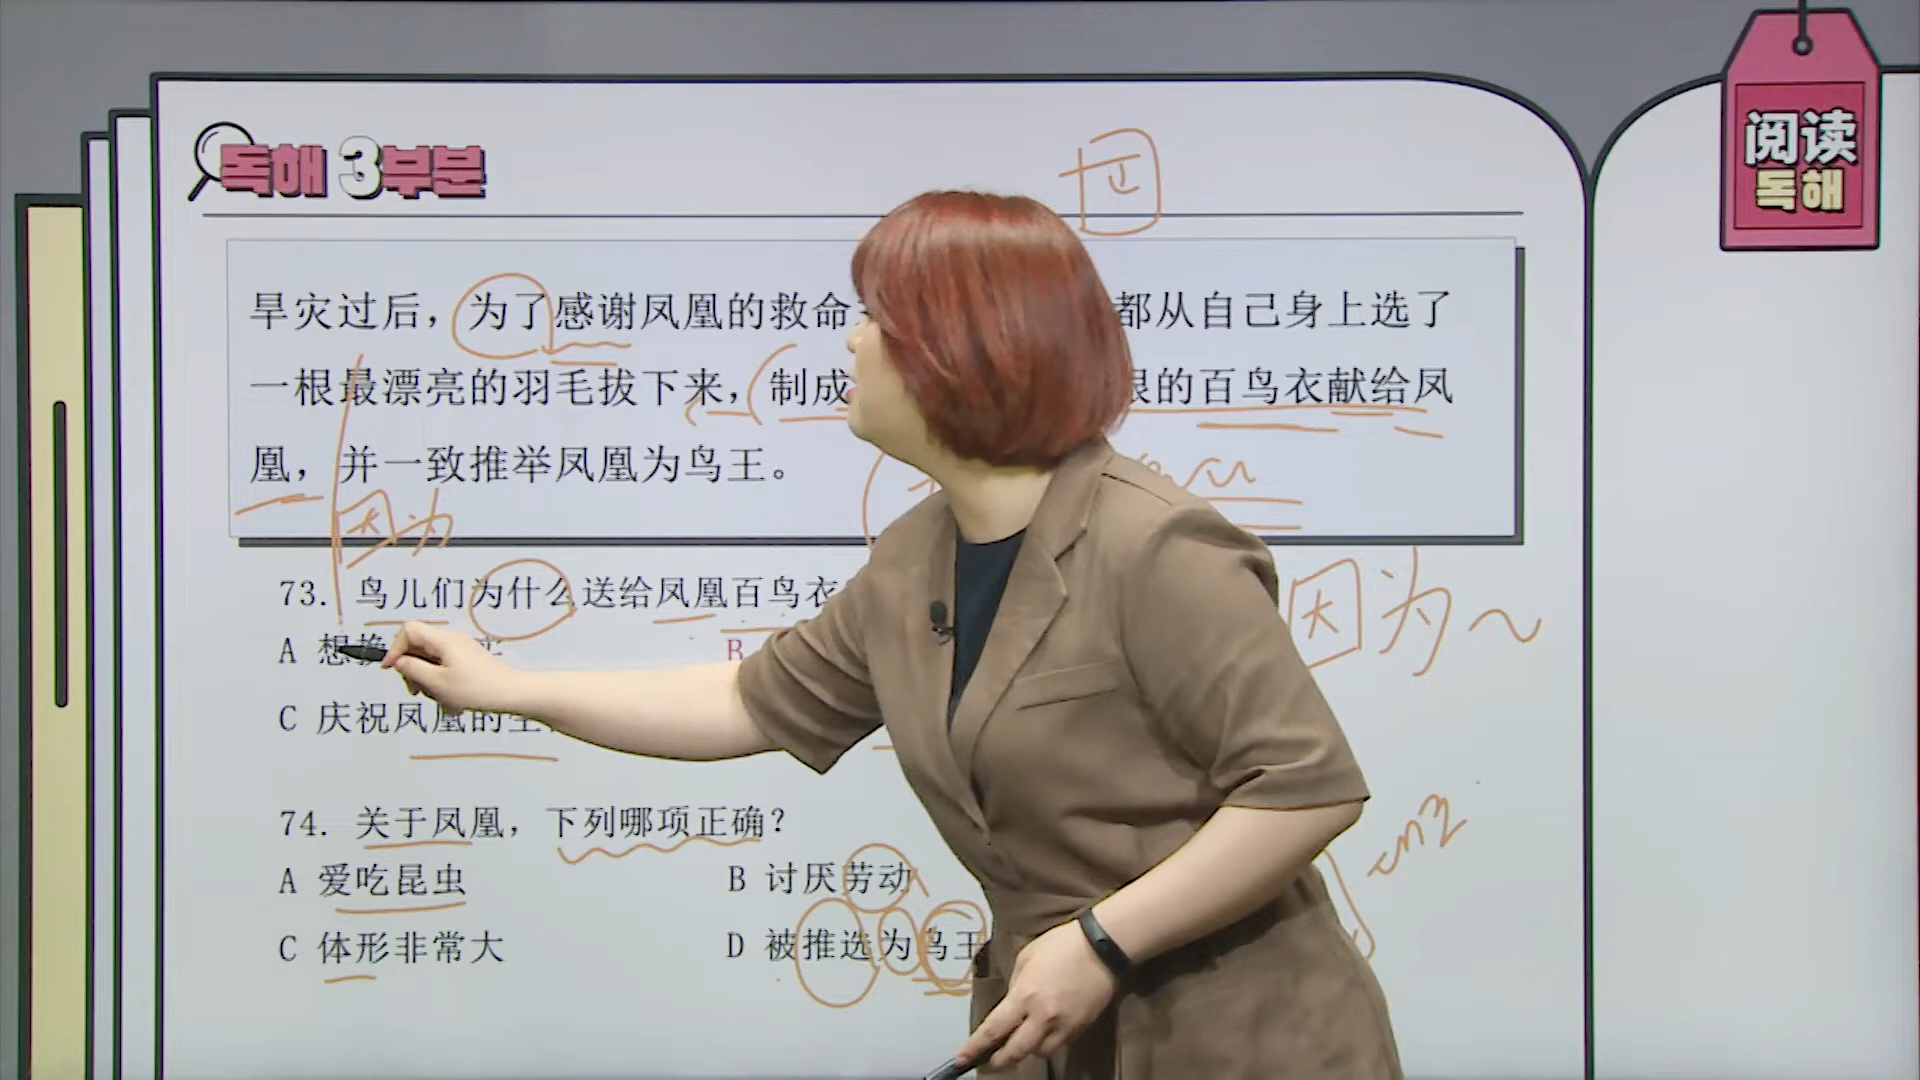 독해 3부분
阅读
독해
旱灾过后，为了感谢凤凰的救命 都从自己身上选了
一根最漂亮的羽毛拔下来，制成 的百鸟衣献给凤
凰，并一致推举凤凰为鸟王。
因为
73. 鸟儿们为什么送给凤凰百鸟衣
因为~
A 想换
B
C 庆祝凤凰的生
74. 关于凤凰，下列哪项正确？
A 爱吃昆虫
B 讨厌劳动
C 体形非常大
D 被推选为鸟王